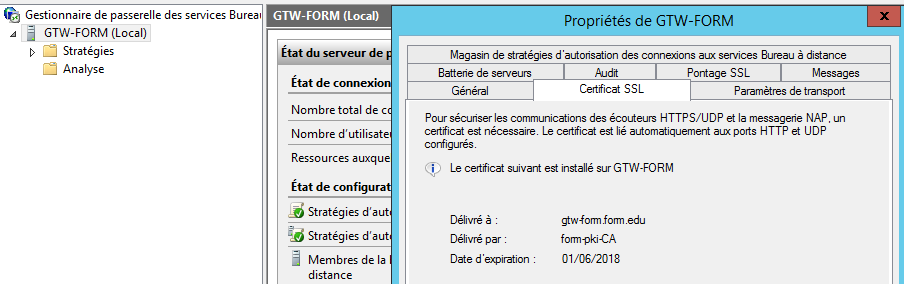 Gestionnaire de passerelle des services Bureau
GTW-FORM (Local)
Stratégies
Analyse
GTW-FORM (Local)
État du serveur de p
État de connexion
Nombre total de co
Nombre d'utilisateu
Ressources auxque
État de configurat
Stratégies d'auto
Stratégies d'auto
Membres de la b
distance
Propriétés de GTW-FORM
x
Magasin de stratégies d'autorisation des connexions aux services Bureau à distance
Batterie de serveurs
Audit
Pontage SSL
Messages
Général
Certificat SSL
Paramètres de transport
Pour sécuriser les communications des écouteurs HTTPS/UDP et la messagerie NAP, un
certificat est nécessaire. Le certificat est lié automatiquement aux ports HTTP et UDP
configurés.
Le certificat suivant est installé sur GTW-FORM
Délivré à : gtw-form.form.edu
Délivré par : form-pki-CA
Date d'expiration : 01/06/2018